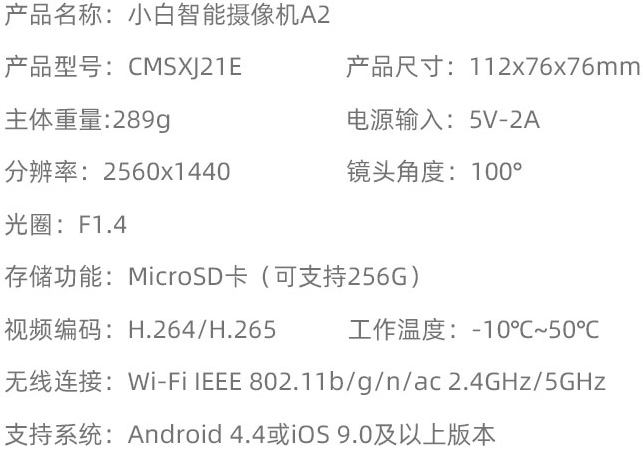 产品名称：小白智能摄像机A2
产品型号：CMSXJ21E 产品尺寸：112x76x76mm
主体重量:289g 电源输入：5V-2A
分辨率：2560x1440 镜头角度：100°
光圈：F1.4
存储功能：MicroSD卡（可支持256G）
视频编码：H.264/H.265 工作温度：-10℃~50℃
无线连接：Wi-Fi IEEE 802.11b/g/n/ac 2.4GHz/5GHz
支持系统：Android 4.4或iOS 9.0及以上版本